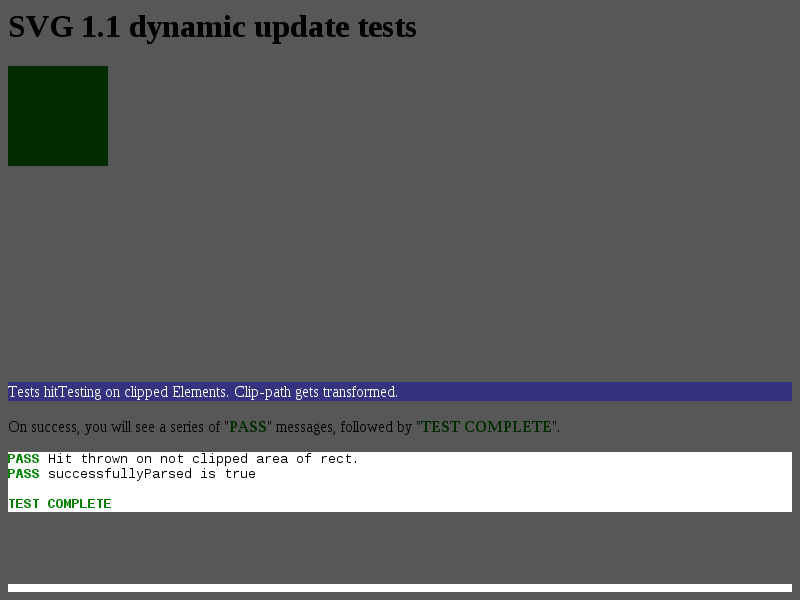 SVG 1.1 dynamic update tests
Tests hitTesting on clipped Elements. Clip-path gets transformed.
On success, you will see a series of "PASS" messages, followed by "TEST COMPLETE".
PASS Hit thrown on not clipped area of rect.
PASS successfullyParsed is true
TEST COMPLETE